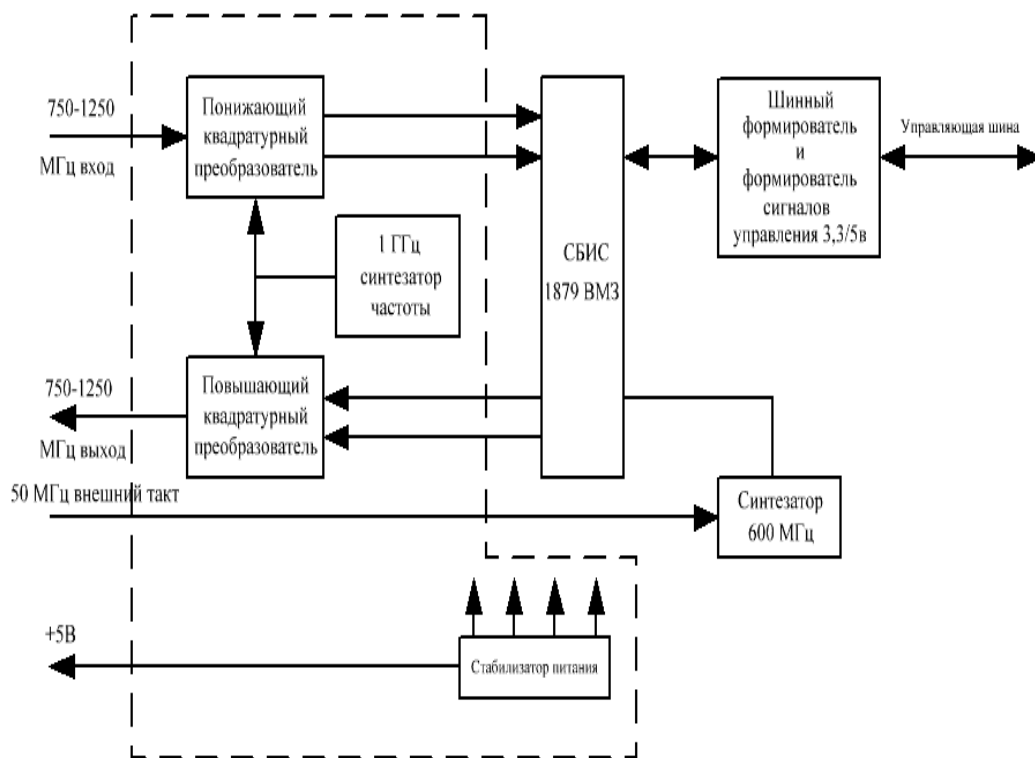 750-1250
МГц вход
Понижающий
квадратурный
преобразователь
1 ГГц
синтезатор
частоты
СБИС
1879 ВМ3
Шинный
формирователь
и
формирователь
сигналов
управления 3,3/5в
Управляющая шина
750-1250
МГц выход
Повышающий
квадратурный
преобразователь
50 МГц внешний такт
Синтезатор
600 МГц
+5В
Стабилизатор питания